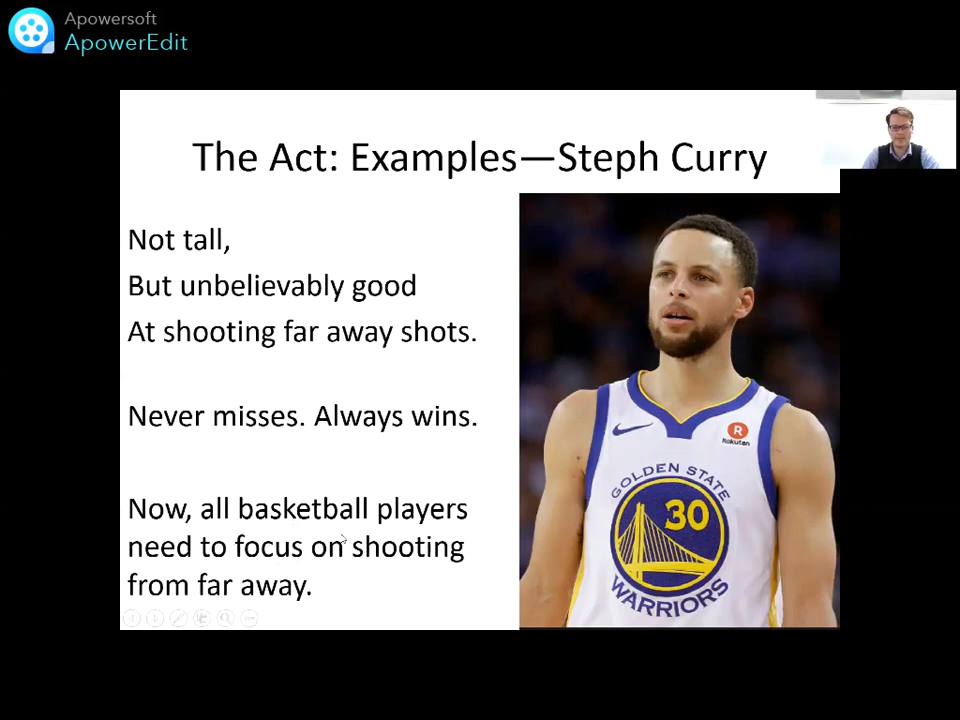 Apowersoft
ApowerEdit
The Act: Examples—Steph Curry
Not tall,
But unbelievably good
At shooting far away shots.
Never misses. Always wins.
Now, all basketball players
need to focus on shooting
from far away.
R
Rakuten
GOLDEN STATE
30
WARRIORS